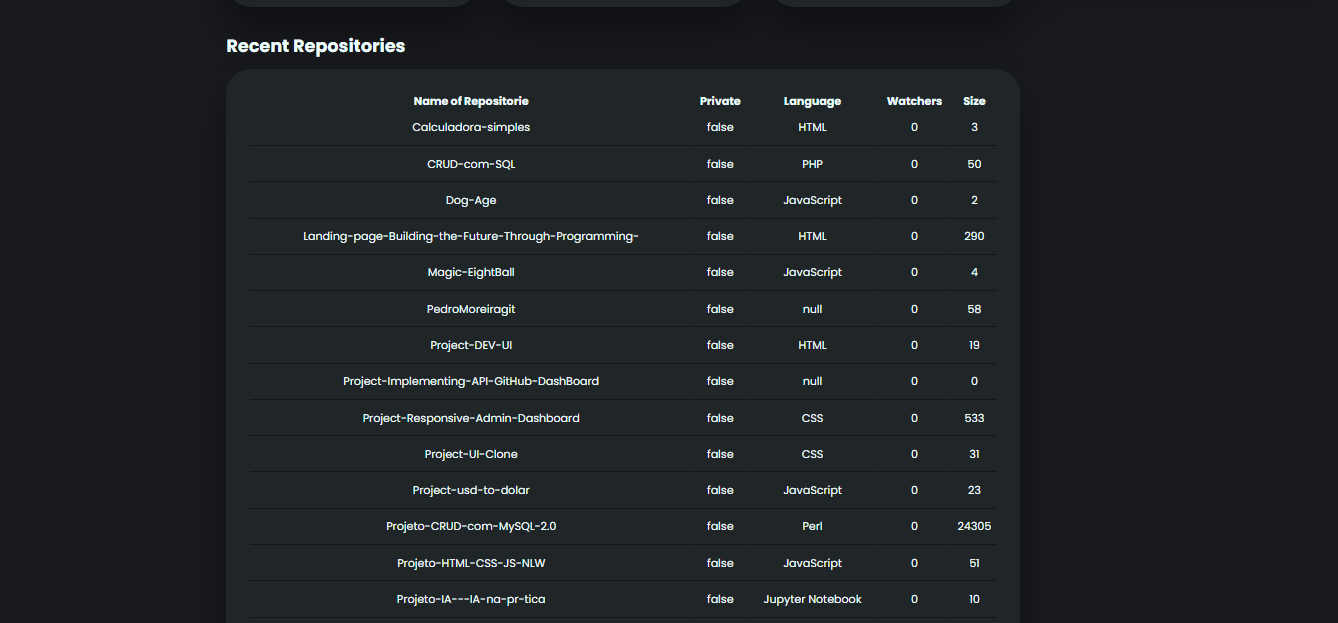 Recent Repositories
Name of Repositorie Private Language Watchers Size
Calculadora-simples false HTML 0 3
CRUD-com-SQL false PHP 0 50
Dog-Age false JavaScript 0 2
Landing-page-Building-the-Future-Through-Programming- false HTML 0 290
Magic-EightBall false JavaScript 0 4
PedroMoreiragit false null 0 58
Project-DEV-UI false HTML 0 19
Project-Implementing-API-GitHub-DashBoard false null 0 0
Project-Responsive-Admin-Dashboard false CSS 0 533
Project-UI-Clone false CSS 0 31
Project-usd-to-dolar false JavaScript 0 23
Projeto-CRUD-com-MySQL-2.0 false Perl 0 24305
Projeto-HTML-CSS-JS-NLW false JavaScript 0 51
Projeto-IA---IA-na-pr-tica false Jupyter Notebook 0 10